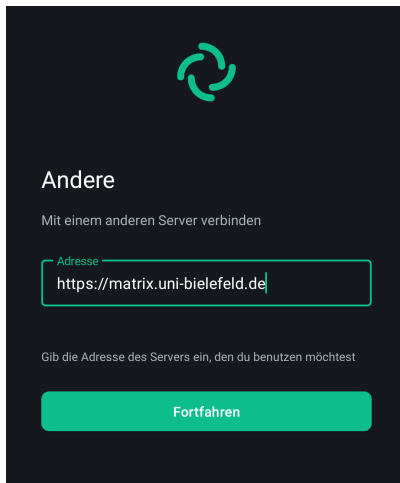 Andere
Mit einem anderen Server verbinden
Adresse
https://matrix.uni-bielefeld.de
Gib die Adresse des Servers ein, den du benutzen möchtest
Fortfahren